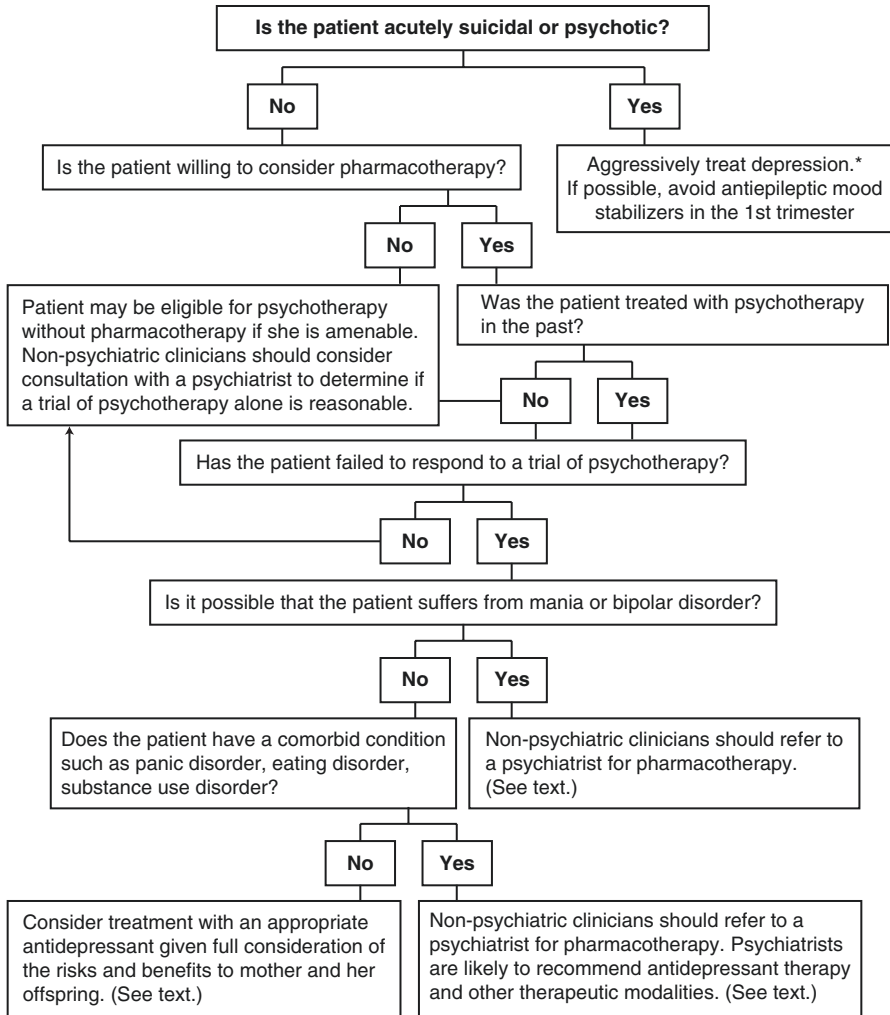 Is the patient acutely suicidal or psychotic?
No
Yes
Is the patient willing to consider pharmacotherapy?
Aggressively treat depression.*
If possible, avoid antiepileptic mood
stabilizers in the 1st trimester
No
Yes
Patient may be eligible for psychotherapy
without pharmacotherapy if she is amenable.
Non-psychiatric clinicians should consider
consultation with a psychiatrist to determine if
a trial of psychotherapy alone is reasonable.
Was the patient treated with psychotherapy
in the past?
No
Yes
Has the patient failed to respond to a trial of psychotherapy?
No
Yes
Is it possible that the patient suffers from mania or bipolar disorder?
No
Yes
Does the patient have a comorbid condition
such as panic disorder, eating disorder,
substance use disorder?
Non-psychiatric clinicians should refer to
a psychiatrist for pharmacotherapy.
(See text.)
No
Yes
Consider treatment with an appropriate
antidepressant given full consideration of
the risks and benefits to mother and her
offspring. (See text.)
Non-psychiatric clinicians should refer to a
psychiatrist for pharmacotherapy. Psychiatrists
are likely to recommend antidepressant therapy
and other therapeutic modalities. (See text.)